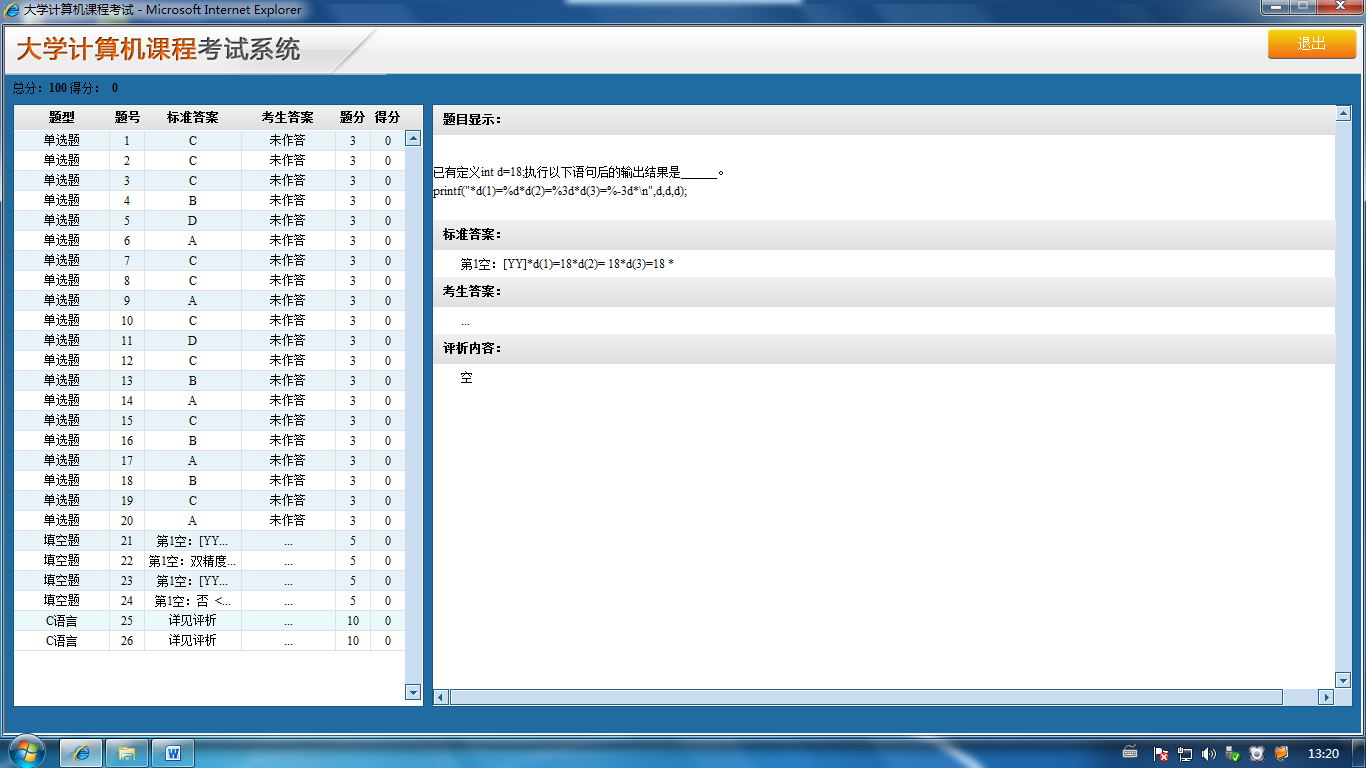 大学计算机课程考试 - Microsoft Internet Explorer
大学计算机课程考试系统
退出
总分：100 得分： 0
题型 题号 标准答案 考生答案 题分 得分
单选题 1 C 未作答 3 0
单选题 2 C 未作答 3 0
单选题 3 C 未作答 3 0
单选题 4 B 未作答 3 0
单选题 5 D 未作答 3 0
单选题 6 A 未作答 3 0
单选题 7 C 未作答 3 0
单选题 8 C 未作答 3 0
单选题 9 A 未作答 3 0
单选题 10 C 未作答 3 0
单选题 11 D 未作答 3 0
单选题 12 C 未作答 3 0
单选题 13 B 未作答 3 0
单选题 14 A 未作答 3 0
单选题 15 C 未作答 3 0
单选题 16 B 未作答 3 0
单选题 17 A 未作答 3 0
单选题 18 B 未作答 3 0
单选题 19 C 未作答 3 0
单选题 20 A 未作答 3 0
填空题 21 第1空：[YY... ... 5 0
填空题 22 第1空：双精度... ... 5 0
填空题 23 第1空：[YY... ... 5 0
填空题 24 第1空：否 <... ... 5 0
C语言 25 详见评析 ... 10 0
C语言 26 详见评析 ... 10 0
题目显示：
已有定义int d=18;执行以下语句后的输出结果是______。
printf("*d(1)=%d*d(2)=%3d*d(3)=%-3d*\n",d,d,d);
标准答案：
第1空：[YY]*d(1)=18*d(2)= 18*d(3)=18 *
考生答案：
...
评析内容：
空
13:20